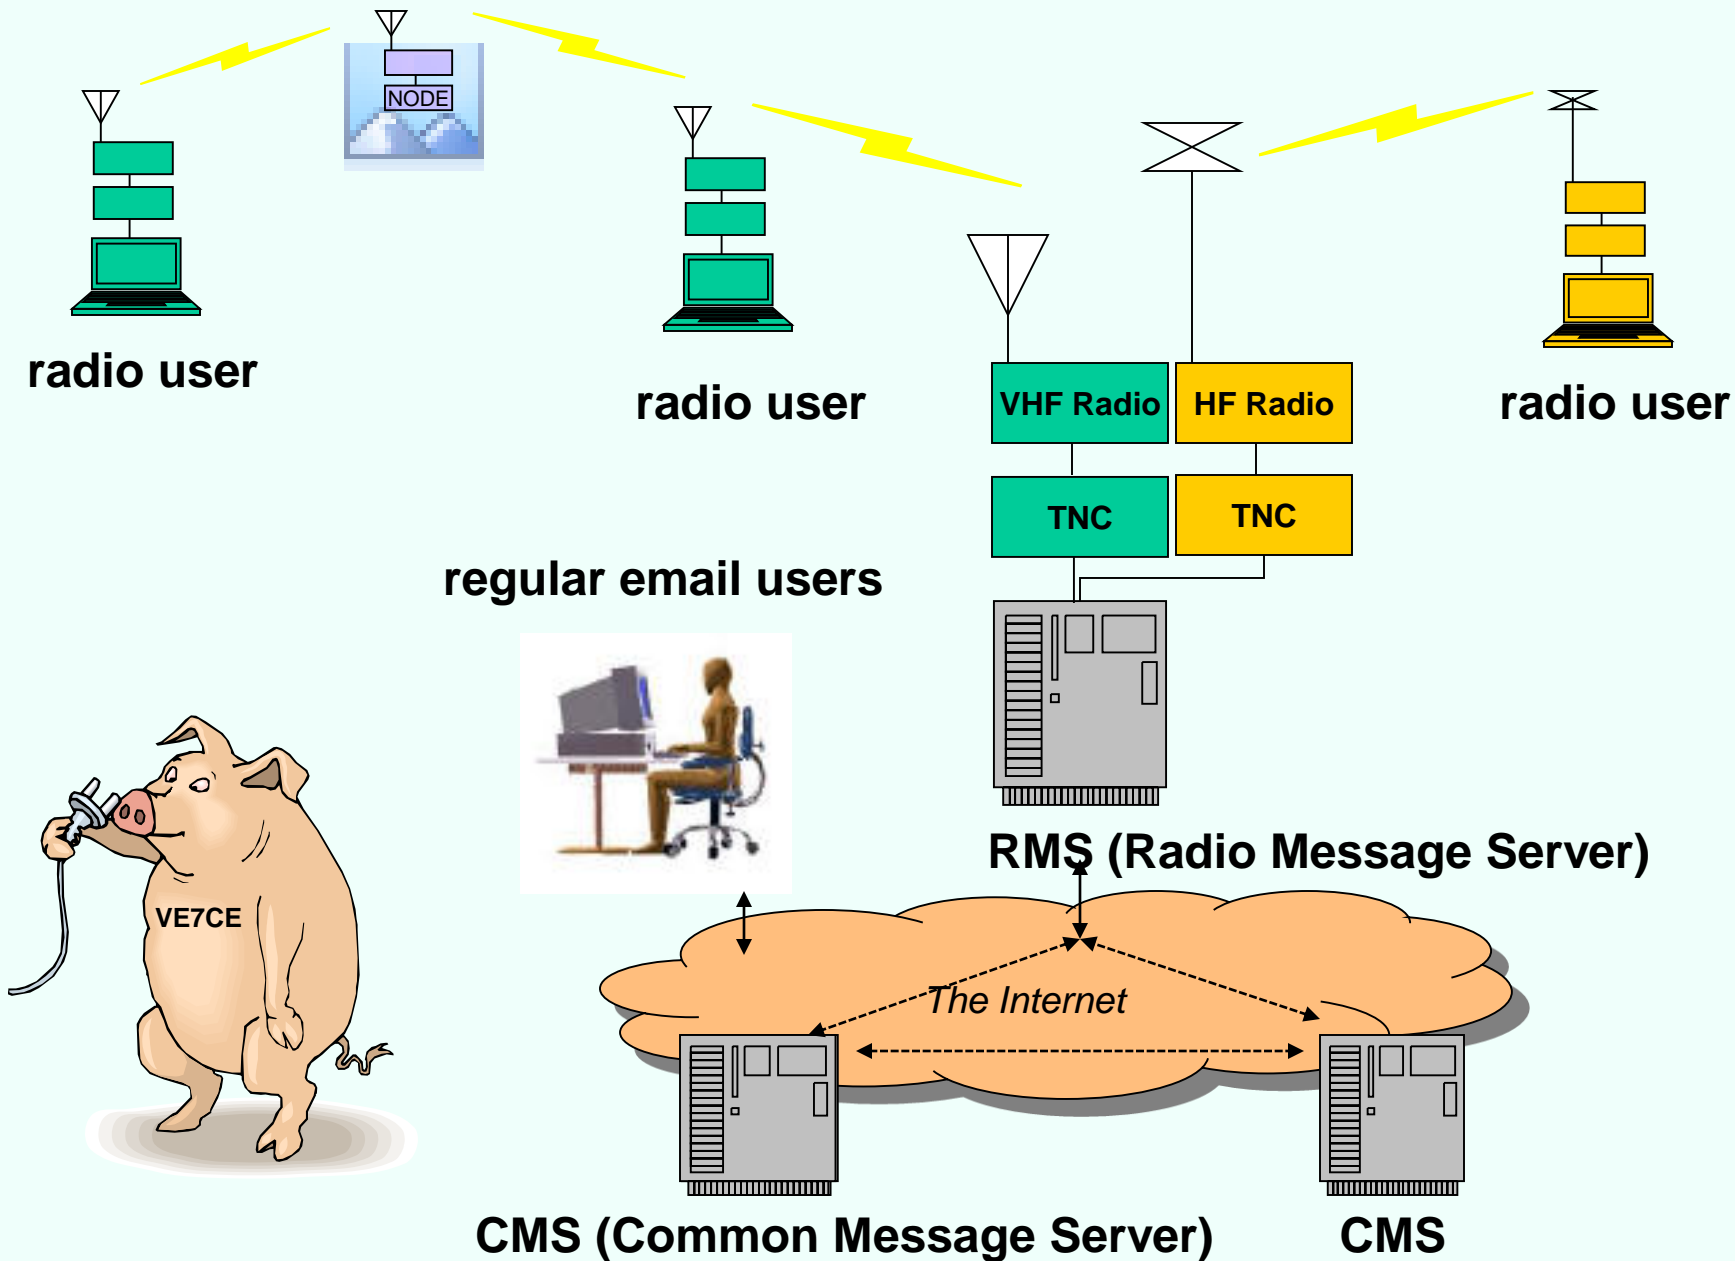 NODE
radio user
radio user
radio user
VHF Radio
HF Radio
TNC
TNC
regular email users
RMS (Radio Message Server)
VE7CE
The Internet
CMS (Common Message Server)
CMS